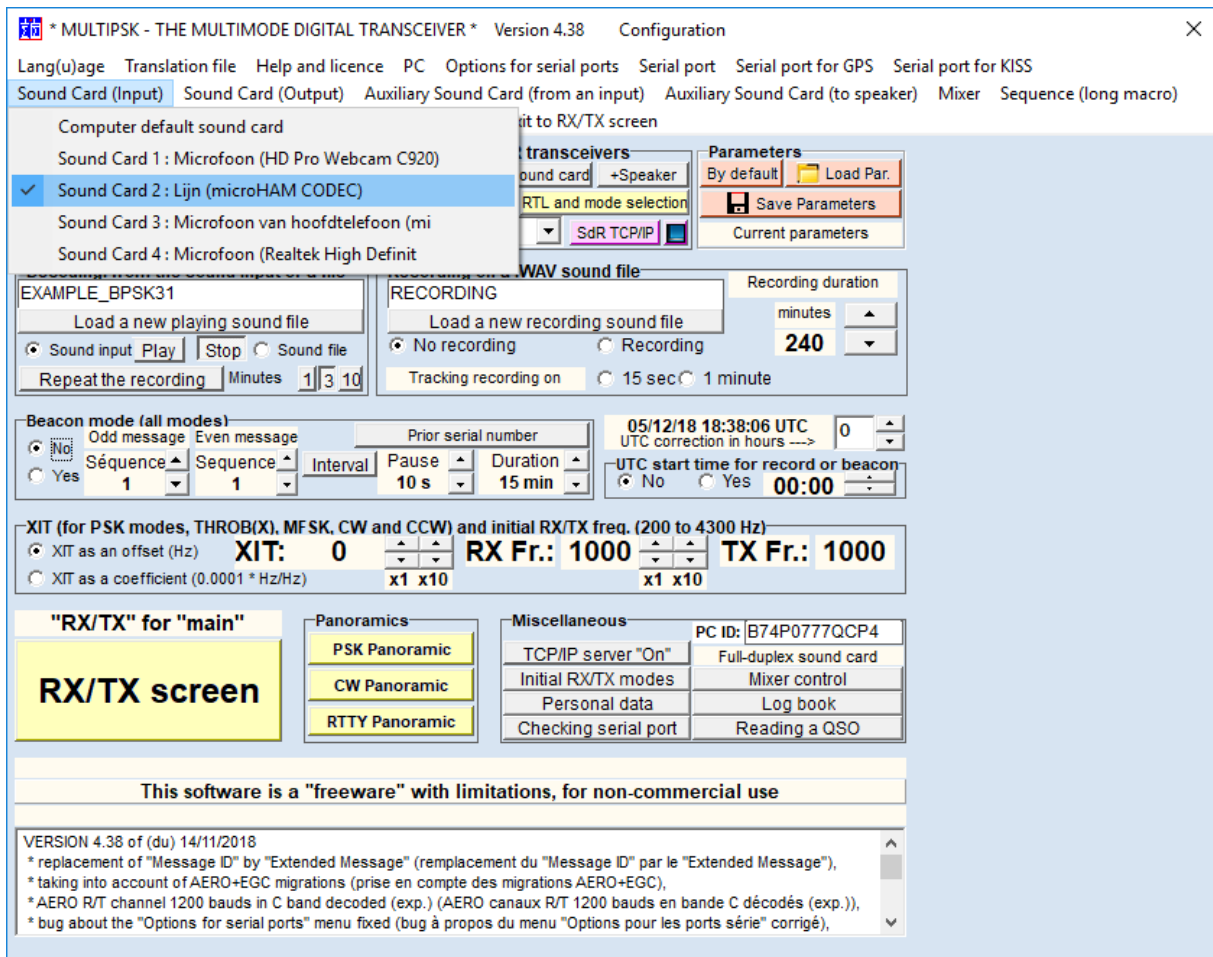 * MULTIPSK - THE MULTIMODE DIGITAL TRANSCEIVER * Version 4.38 Configuration
Lang(u)age Translation file Help and licence PC Options for serial ports Serial port Serial port for GPS Serial port for KISS
Sound Card (Input) Sound Card (Output) Auxiliary Sound Card (from an input) Auxiliary Sound Card (to speaker) Mixer Sequence (long macro)
Computer default sound card
Sound Card 1 : Microfoon (HD Pro Webcam C920)
Sound Card 2 : Lijn (microHAM CODEC)
Sound Card 3 : Microfoon van hoofdtelefoon (mi
Sound Card 4 : Microfoon (Realtek High Definit
to RX/TX screen
transceivers
card +Speaker
RTL and mode selection
SdR TCP/IP
Parameters
By default Load Par.
Save Parameters
Current parameters
EXAMPLE_BPSK31
Load a new playing sound file
Sound input Play Stop Sound file
Repeat the recording Minutes 1 3 10
.WAV sound file
RECORDING
Load a new recording sound file
No recording Recording
Tracking recording on 15 sec 1 minute
Recording duration
minutes
240
Beacon mode (all modes)
No Odd message Even message Prior serial number
Séquence Sequence Interval Pause Duration
Yes 1 1 10 s 15 min
05/12/18 18:38:06 UTC
UTC correction in hours ---> 0
UTC start time for record or beacon
No Yes 00:00
XIT (for PSK modes, THROB(X), MFSK, CW and CCW) and initial RX/TX freq. (200 to 4300 Hz)
XIT as an offset (Hz) XIT: 0 RX Fr.: 1000 TX Fr.: 1000
XIT as a coefficient (0.0001 * Hz/Hz) x1 x10 x1 x10
"RX/TX" for "main"
RX/TX screen
Panoramics
PSK Panoramic
CW Panoramic
RTTY Panoramic
Miscellaneous
PC ID: B74P0777QCP4
TCP/IP server "On" Full-duplex sound card
Initial RX/TX modes Mixer control
Personal data Log book
Checking serial port Reading a QSO
This software is a "freeware" with limitations, for non-commercial use
VERSION 4.38 of (du) 14/11/2018
* replacement of "Message ID" by "Extended Message" (remplacement du "Message ID" par le "Extended Message"),
* taking into account of AERO+EGC migrations (prise en compte des migrations AERO+EGC),
* AERO R/T channel 1200 bauds in C band decoded (exp.) (AERO canaux R/T 1200 bauds en bande C décodés (exp.)),
* bug about the "Options for serial ports" menu fixed (bug à propos du menu "Options pour les ports série" corrigé),